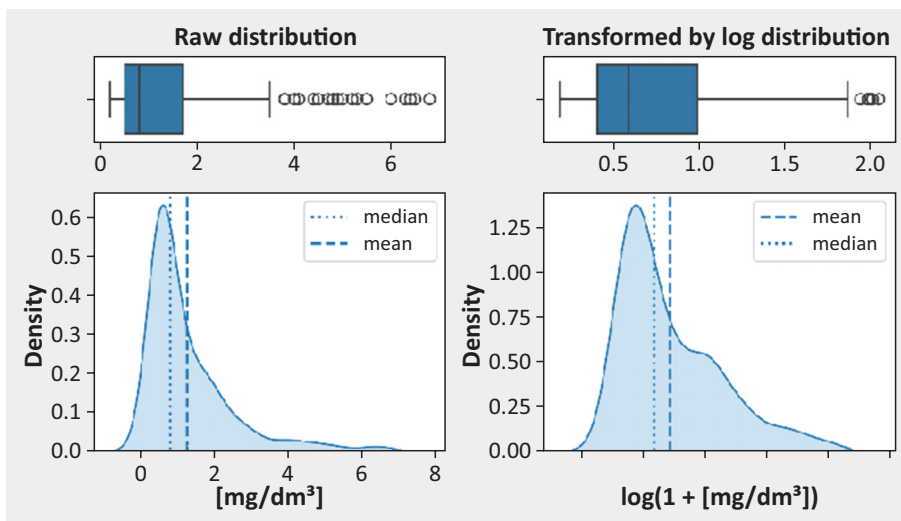 Raw distribution
0 2 4 6
Density
0.6
0.5
0.4
0.3
0.2
0.1
0.0
median
mean
0 2 4 6 8
[mg/dm³]
Transformed by log distribution
0.5 1.0 1.5 2.0
Density
1.25
1.00
0.75
0.50
0.25
0.00
mean
median
log(1 + [mg/dm³])